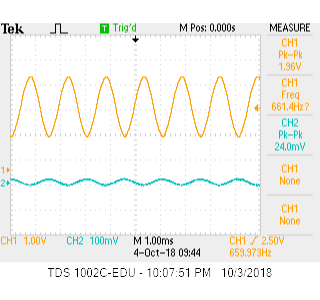 Tek Trig'd M Pos: 0.000s MEASURE
CH1
Pk-Pk
1.96V
CH1
Freq
661.4Hz?
CH2
Pk-Pk
24.0mV
CH1
None
CH1
None
1
2
CH1 1.00V CH2 100mV M 1.00ms CH1 / 2.50V
4-Oct-18 09:44 659.973Hz
TDS 1002C-EDU - 10:07:51 PM 10/3/2018